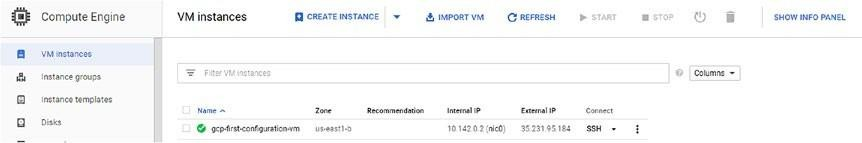 Compute Engine
VM instances
CREATE INSTANCE
IMPORT VM
REFRESH
START
STOP
SHOW INFO PANEL
VM instances
Instance groups
Instance templates
Disks
Filter VM instances
Columns
Name Zone Recommendation Internal IP External IP Connect
gcp-first-configuration-vm us-east1-b 10.142.0.2 (nic0) 35.231.95.184 SSH